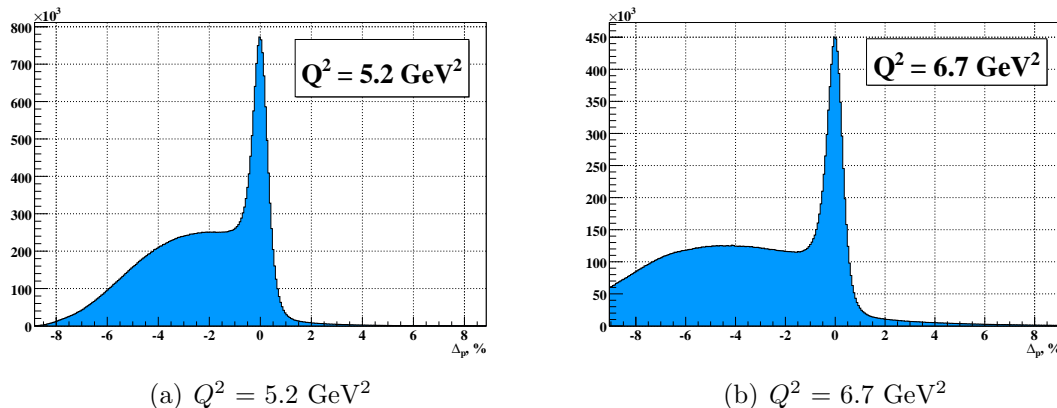 ×10³
800
700
600
500
400
300
200
100
0
-8 -6 -4 -2 0 2 4 6 8
Δp, %
Q² = 5.2 GeV²
(a) Q² = 5.2 GeV²
×10³
450
400
350
300
250
200
150
100
50
0
-8 -6 -4 -2 0 2 4 6 8
Δp, %
Q² = 6.7 GeV²
(b) Q² = 6.7 GeV²